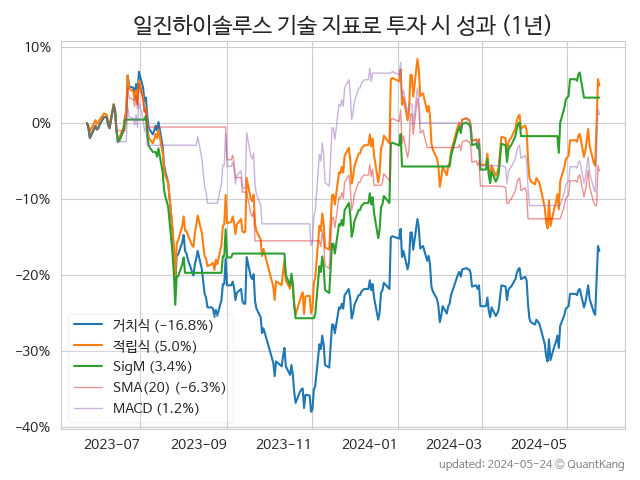 일진하이솔루스 기술 지표로 투자 시 성과 (1년)
10%
0%
−10%
−20%
−30%
−40%
거치식 (−16.8%)
적립식 (5.0%)
SigM (3.4%)
SMA(20) (−6.3%)
MACD (1.2%)
2023-07
2023-09
2023-11
2024-01
2024-03
2024-05
updated: 2024-05-24 © QuantKang